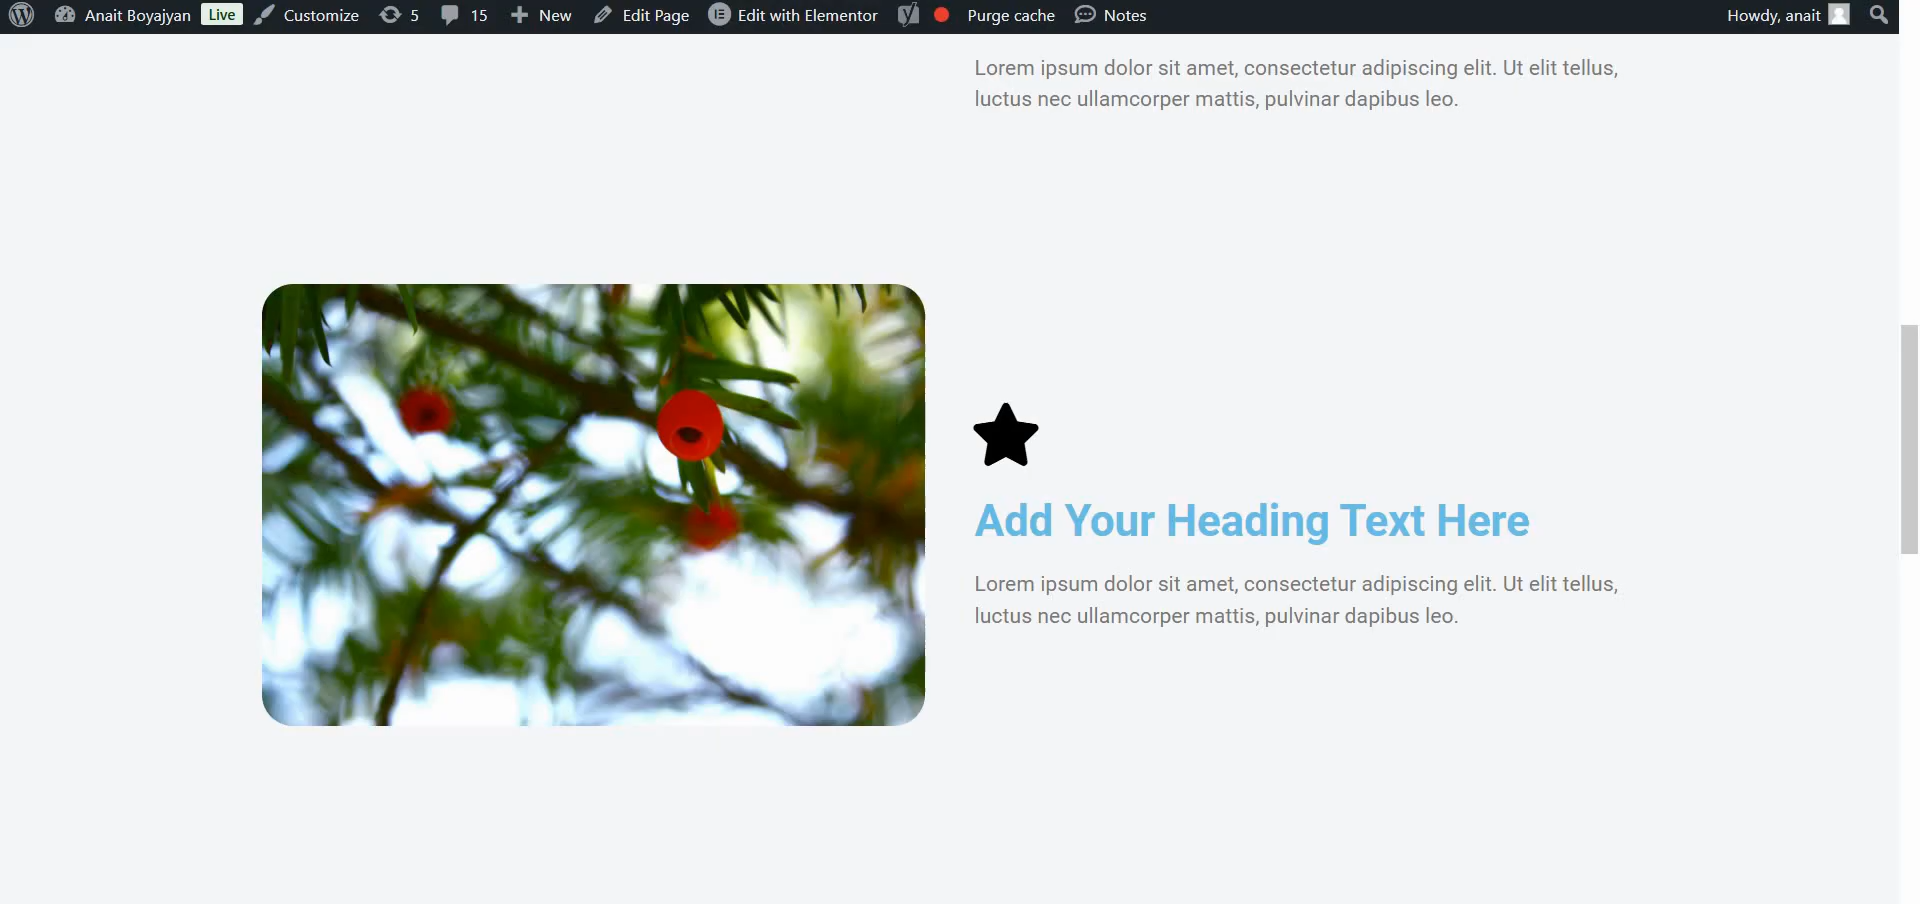 Anait Boyajyan Live Customize 5 15 New Edit Page Edit with Elementor Purge cache Notes Howdy, anait
Lorem ipsum dolor sit amet, consectetur adipiscing elit. Ut elit tellus,
luctus nec ullamcorper mattis, pulvinar dapibus leo.
Add Your Heading Text Here
Lorem ipsum dolor sit amet, consectetur adipiscing elit. Ut elit tellus,
luctus nec ullamcorper mattis, pulvinar dapibus leo.